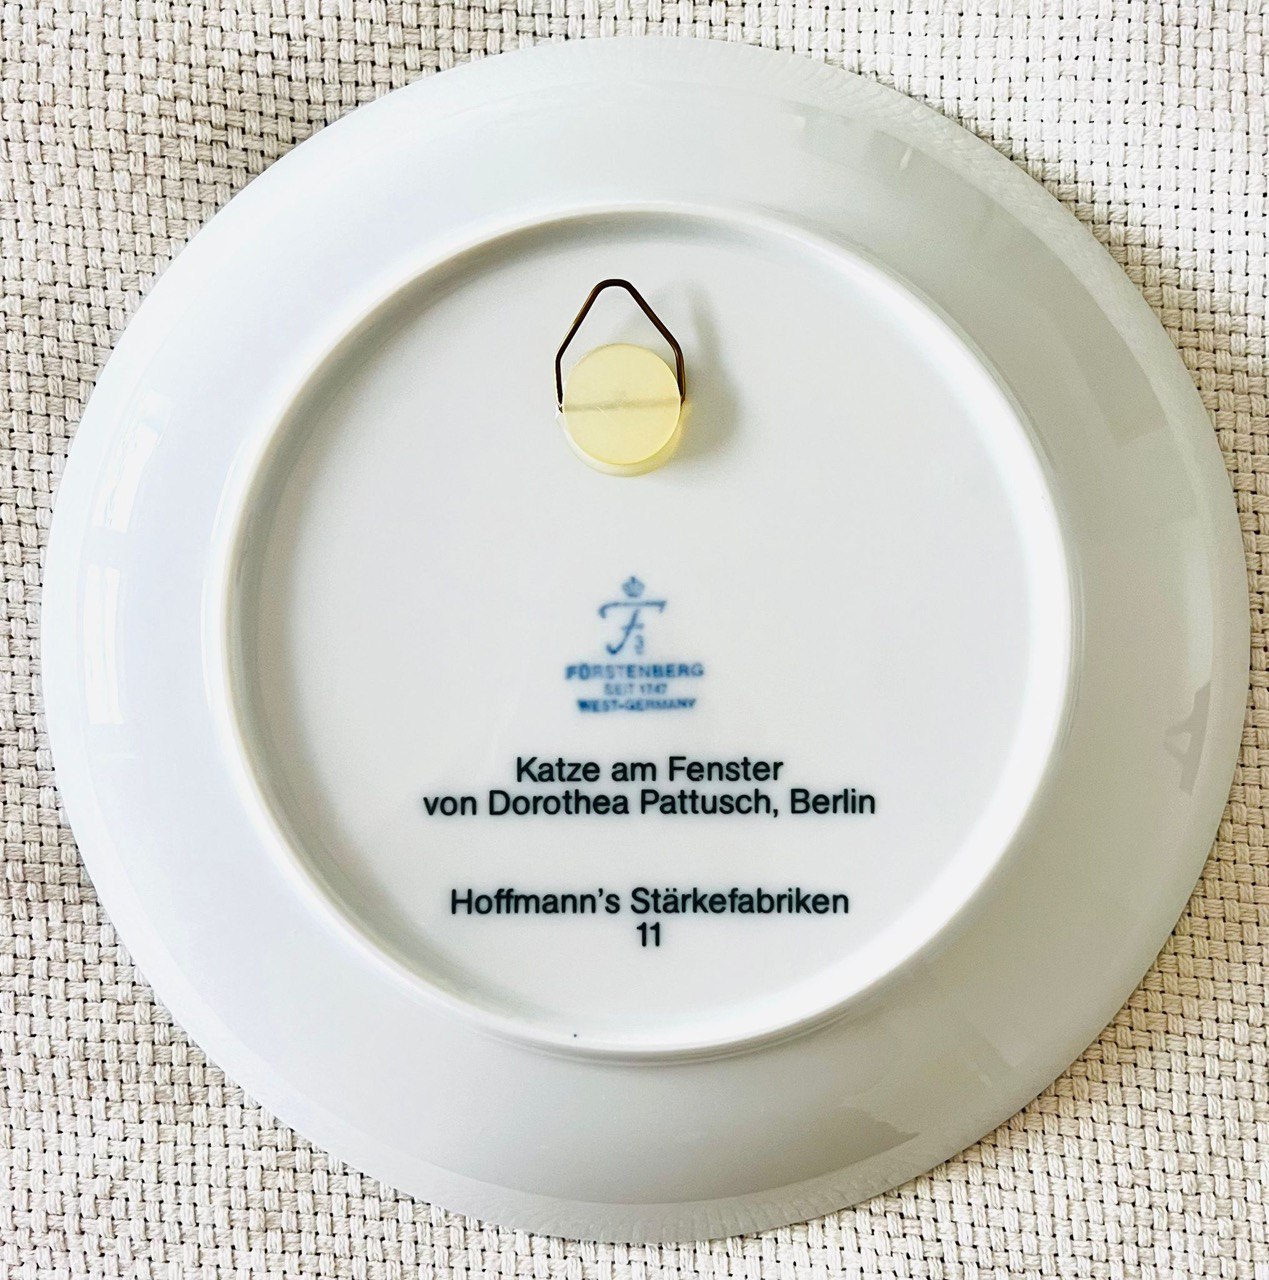 F
FÜRSTENBERG
SEIT 1747
WEST-GERMANY
Katze am Fenster
von Dorothea Pattusch, Berlin
Hoffmann's Stärkefabriken
11